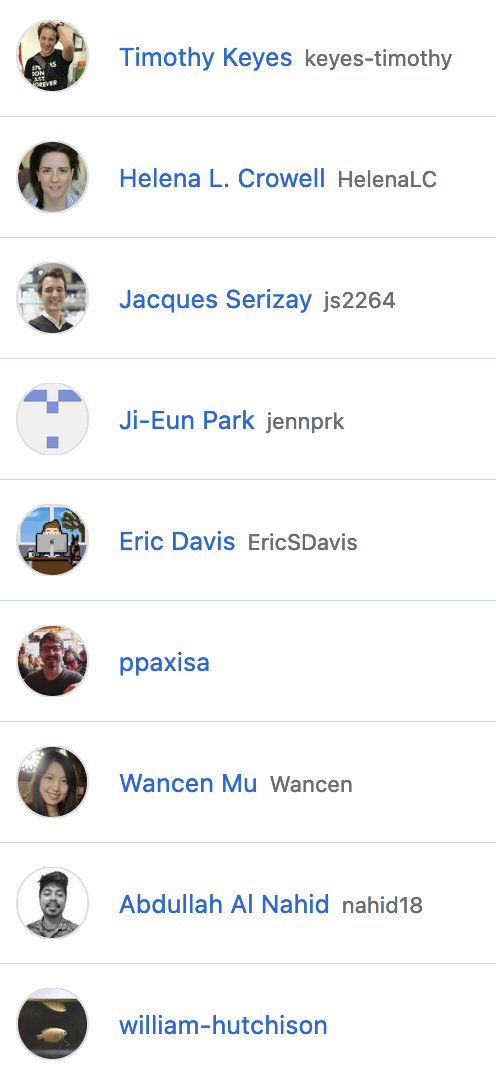 Timothy Keyes keyes-timothy
Helena L. Crowell HelenaLC
Jacques Serizay js2264
Ji-Eun Park jennprk
Eric Davis EricSDavis
ppaxisa
Wancen Mu Wancen
Abdullah Al Nahid nahid18
william-hutchison